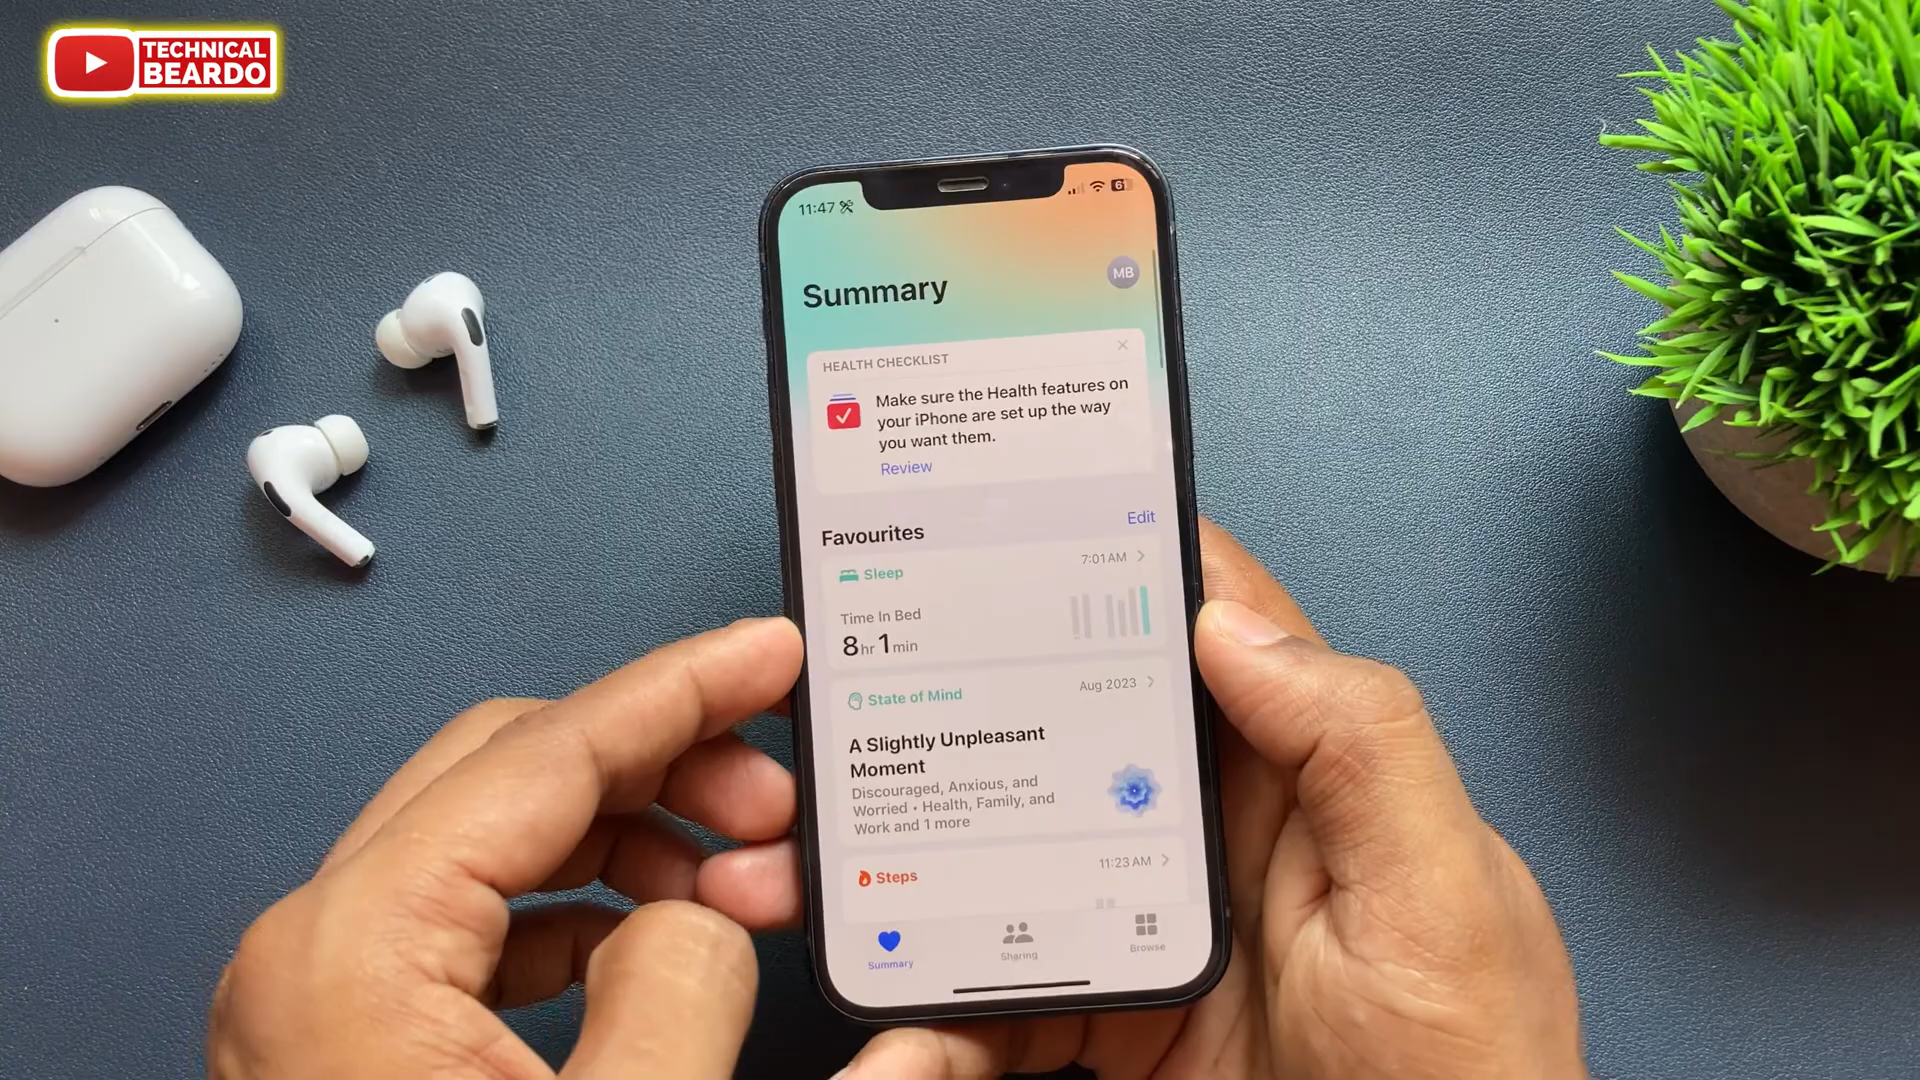 TECHNICAL
BEARDO
11:47
61
Summary
MB
HEALTH CHECKLIST
Make sure the Health features on
your iPhone are set up the way
you want them.
Review
Favourites
Edit
Sleep
7:01 AM
Time In Bed
8 hr 1 min
State of Mind
Aug 2023
A Slightly Unpleasant
Moment
Discouraged, Anxious, and
Worried • Health, Family, and
Work and 1 more
Steps
11:23 AM
Summary
Sharing
Browse